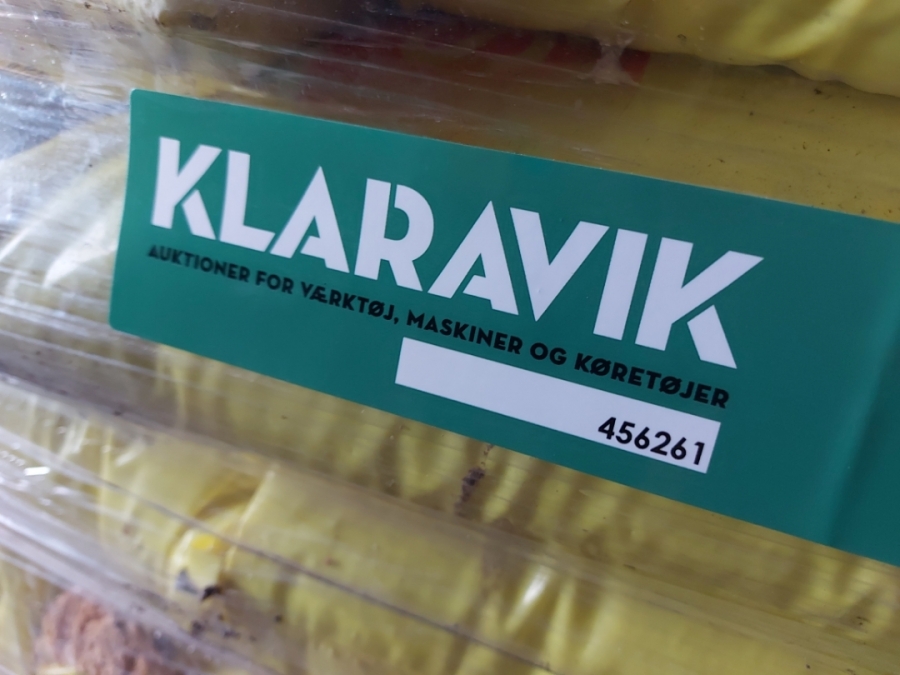 KLARAVIK
AUKTIONER FOR VÆRKTØJ, MASKINER OG KØRETØJER
456261